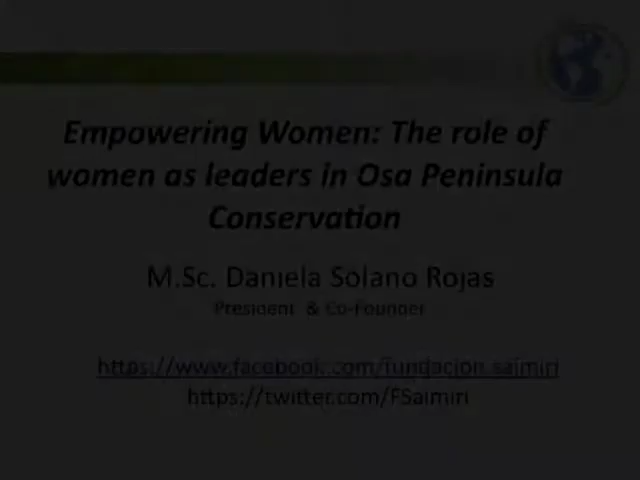 Empowering Women: The role of
women as leaders in Osa Peninsula
Conservation
M.Sc. Daniela Solano Rojas
President & Co-Founder
https://www.facebook.com/fundacion.saimiri
https://twitter.com/FSaimiri